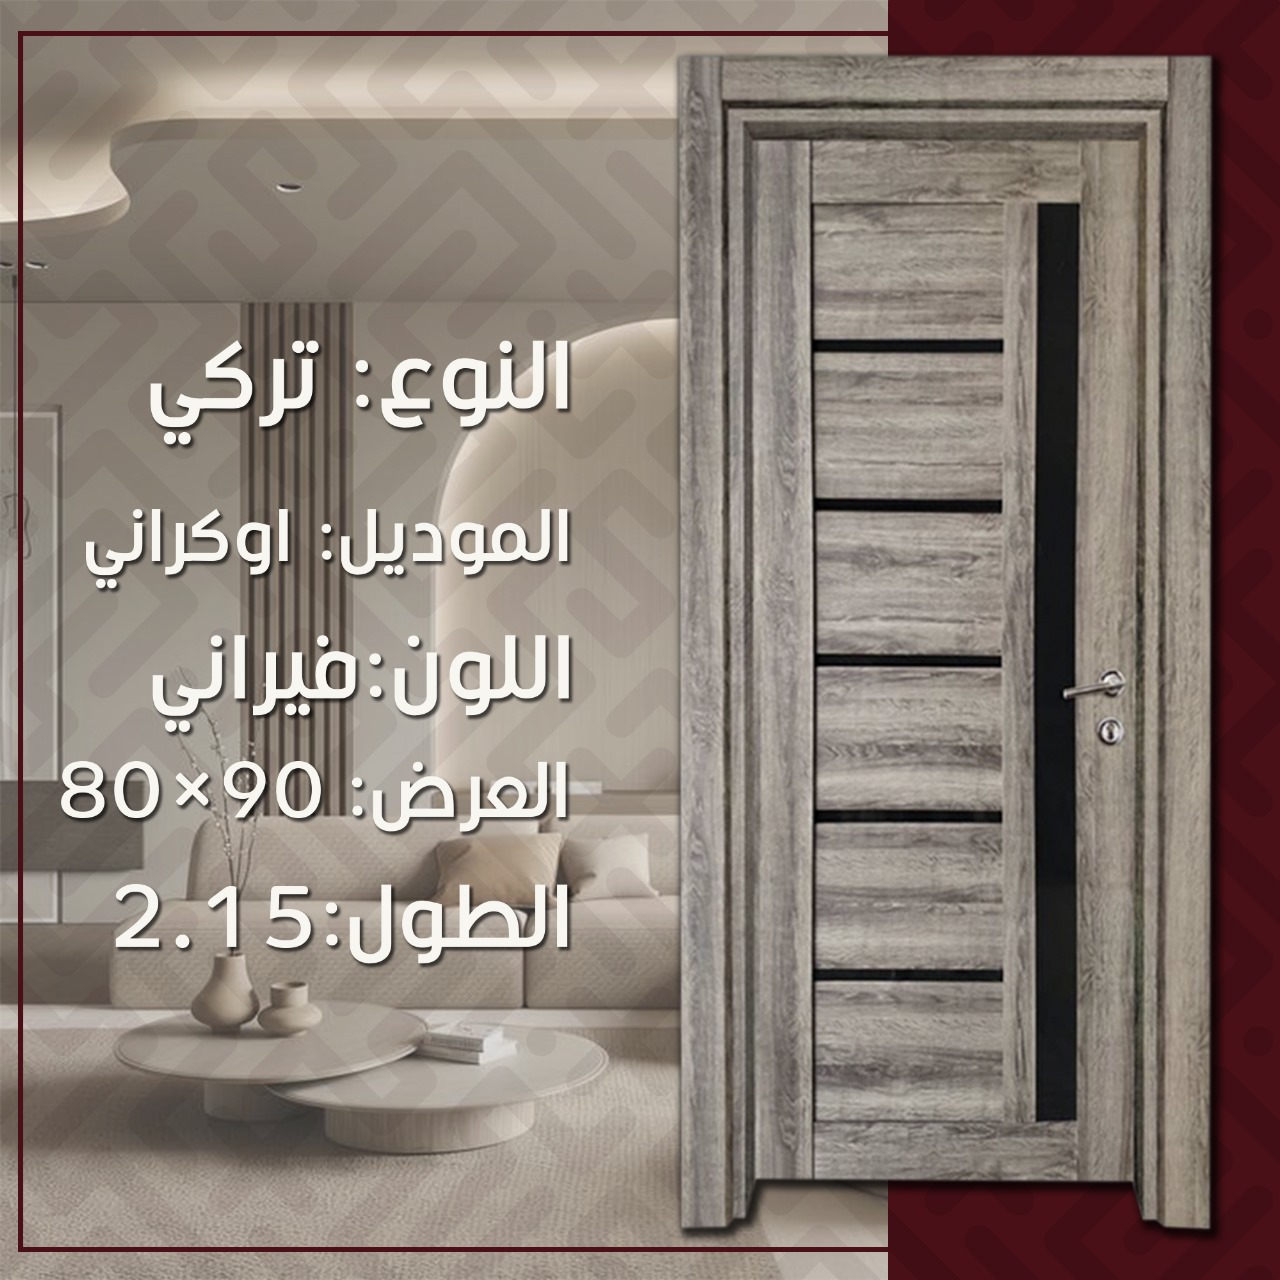 النوع: تركي
الموديل: اوكراني
اللون:فيراني
العرض: 90×80
الطول:2.15